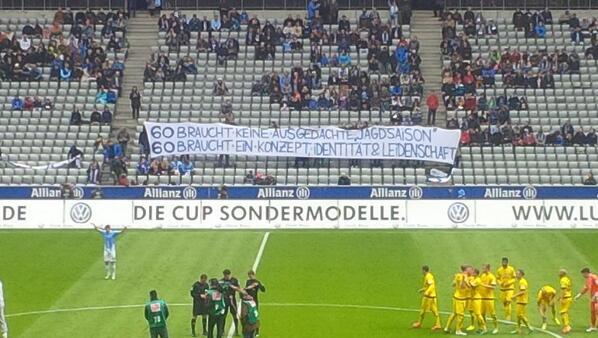 60 BRAUCHT KEINE AUSGEDACHTE "JAGDSAISON"
60 BRAUCHT EIN KONZEPT, IDENTITÄT & LEIDENSCHAFT
Allianz Allianz Allianz Allianz Allianz
DE DIE CUP SONDERMODELLE. WWW.LU